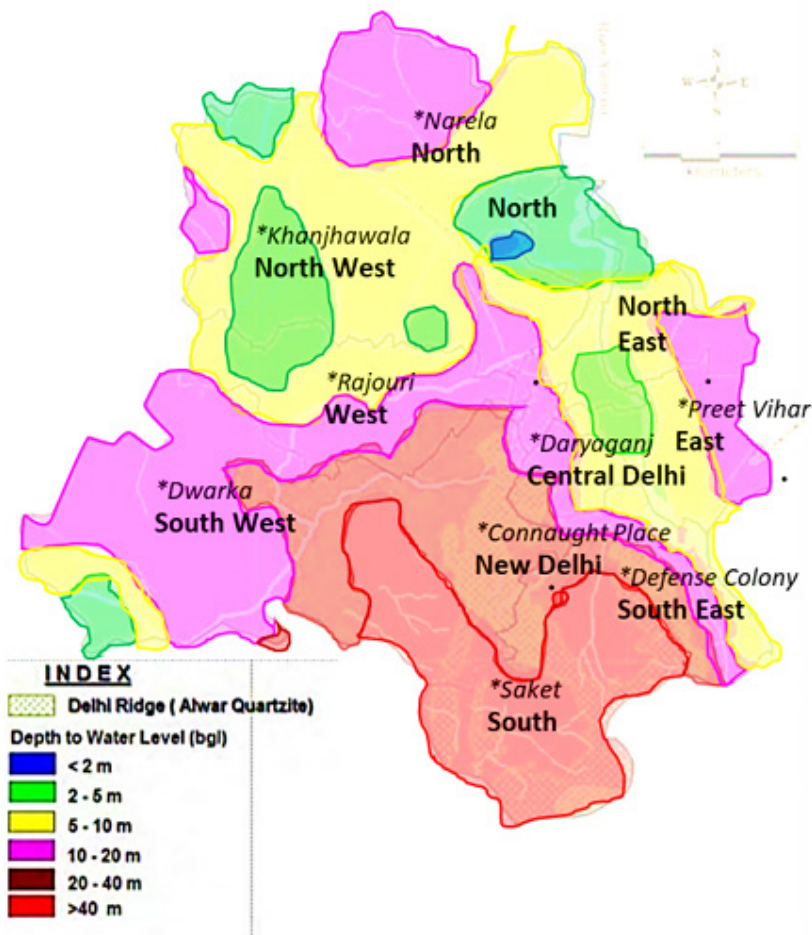 N
W E
S
*Narela
North
North
*Khanjhawala
North West
North
East
*Rajouri
West
*Preet Vihar
East
*Daryaganj
Central Delhi
*Dwarka
South West
*Connaught Place
New Delhi
*Defense Colony
South East
*Saket
South
INDEX
Delhi Ridge ( Alwar Quartzite)
Depth to Water Level (bgl)
< 2 m
2 - 5 m
5 - 10 m
10 - 20 m
20 - 40 m
>40 m